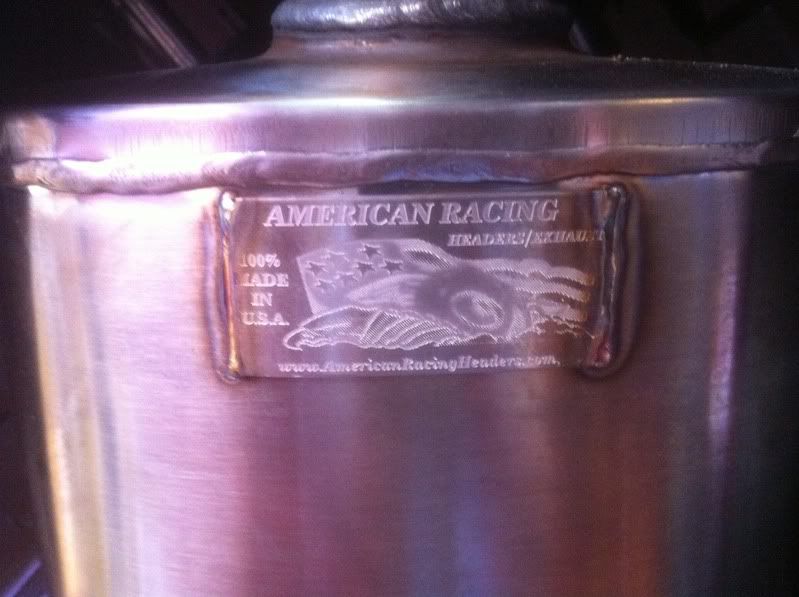 AMERICAN RACING
HEADERS/EXHAUST
100%
MADE
IN
U.S.A.
www.AmericanRacingHeaders.com